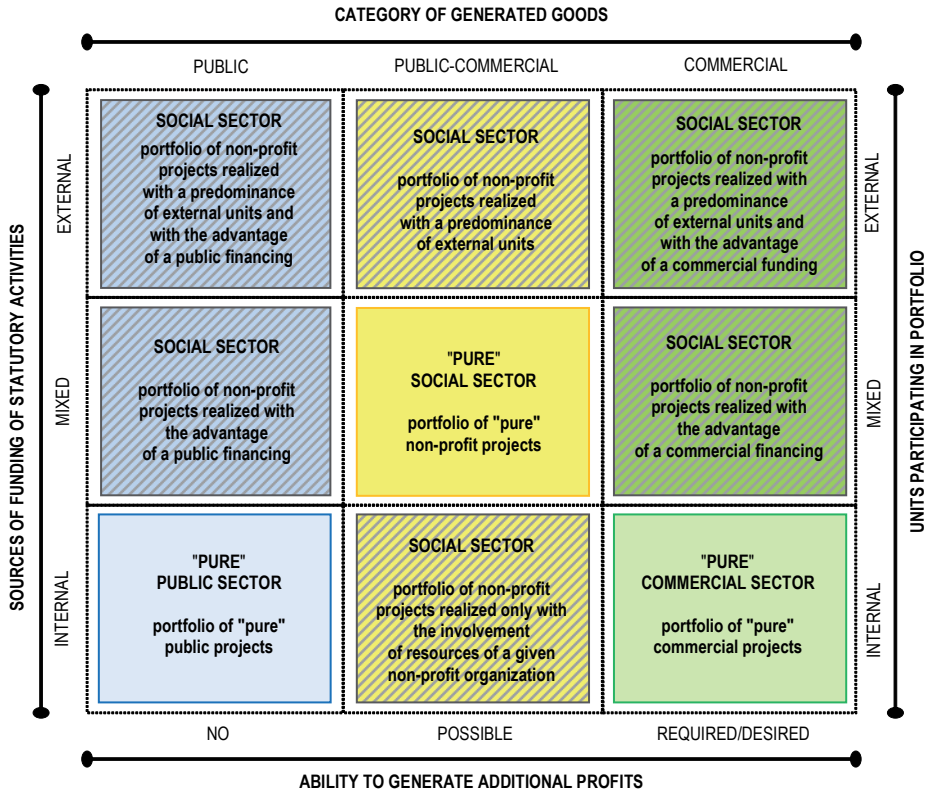 CATEGORY OF GENERATED GOODS
PUBLIC
PUBLIC-COMMERCIAL
COMMERCIAL
SOURCES OF FUNDING OF STATUTORY ACTIVITIES
EXTERNAL
SOCIAL SECTOR
portfolio of non-profit
projects realized
with a predominance
of external units and
with the advantage
of a public financing
SOCIAL SECTOR
portfolio of non-profit
projects realized
with a predominance
of external units
SOCIAL SECTOR
portfolio of non-profit
projects realized with
a predominance
of external units and
with the advantage
of a commercial funding
EXTERNAL
UNITS PARTICIPATING IN PORTFOLIO
MIXED
SOCIAL SECTOR
portfolio of non-profit
projects realized with
the advantage
of a public financing
"PURE"
SOCIAL SECTOR
portfolio of "pure"
non-profit projects
SOCIAL SECTOR
portfolio of non-profit
projects realized with
the advantage
of a commercial financing
MIXED
INTERNAL
"PURE"
PUBLIC SECTOR
portfolio of "pure"
public projects
SOCIAL SECTOR
portfolio of non-profit
projects realized only with
the involvement
of resources of a given
non-profit organization
"PURE"
COMMERCIAL SECTOR
portfolio of "pure"
commercial projects
INTERNAL
NO
POSSIBLE
REQUIRED/DESIRED
ABILITY TO GENERATE ADDITIONAL PROFITS